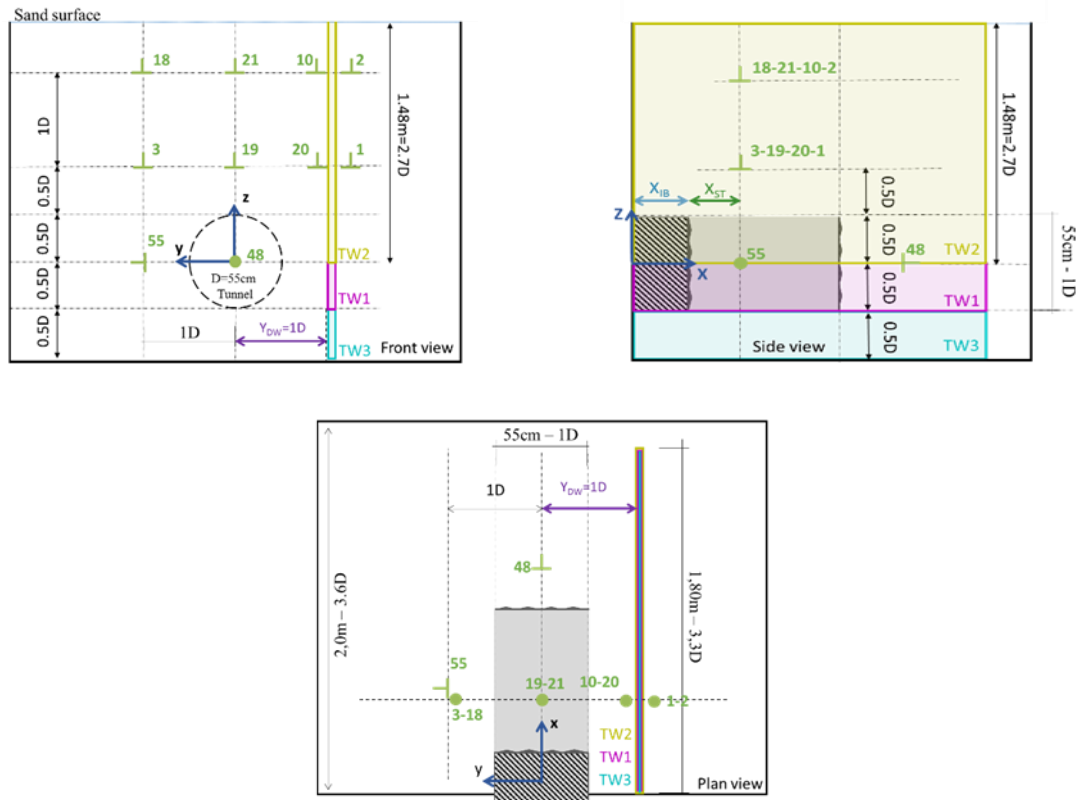 Sand surface
18
21
10
2
1D
1.48m=2.7D
3
19
20
1
0.5D
z
0.5D
55
y
48
TW2
D=55cm
Tunnel
0.5D
TW1
1D
Y_DW=1D
0.5D
TW3
Front view
18-21-10-2
1.48m=2.7D
3-19-20-1
X_IB
X_ST
0.5D
Z
0.5D
55
48
TW2
X
0.5D
TW1
55cm - 1D
0.5D
Side view
TW3
55cm – 1D
1D
Y_DW=1D
48
2,0m – 3.6D
1,80m – 3,3D
55
19-21
10-20
1-2
3-18
x
TW2
TW1
y
TW3
Plan view